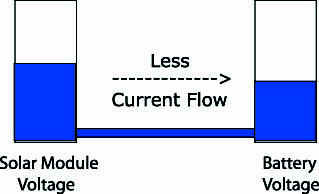 Less
Current Flow
Solar Module
Voltage
Battery
Voltage